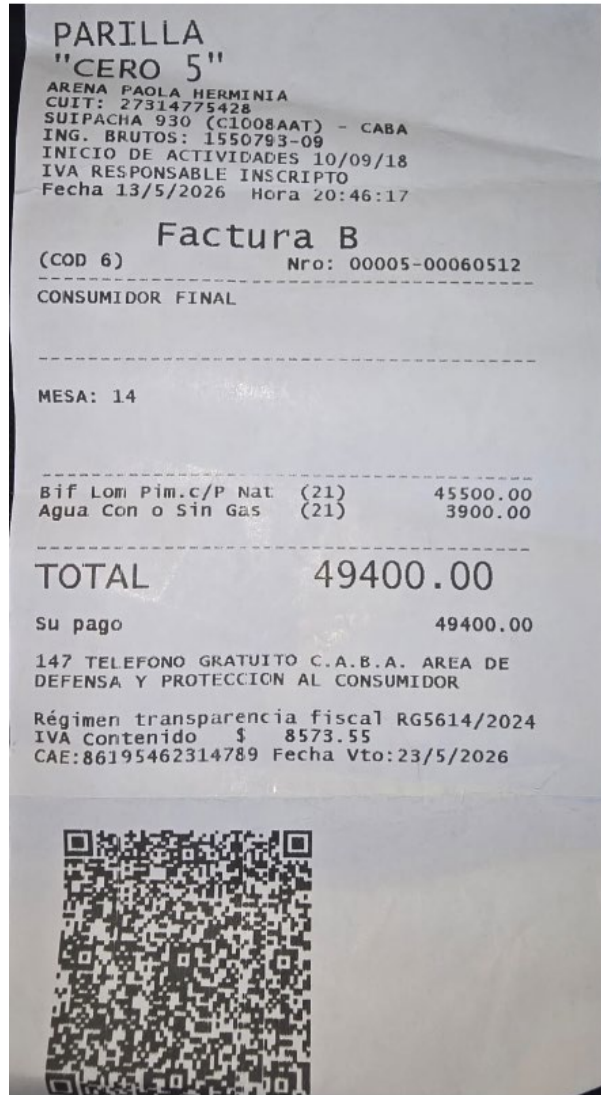 PARILLA
"CERO 5"
ARENA PAOLA HERMINIA
CUIT: 27314775428
SUIPACHA 930 (C1008AAT) - CABA
ING. BRUTOS: 1550793-09
INICIO DE ACTIVIDADES 10/09/18
IVA RESPONSABLE INSCRIPTO
Fecha 13/5/2026 Hora 20:46:17
Factura B
(COD 6) Nro: 00005-00060512
CONSUMIDOR FINAL
MESA: 14
Bif Lom Pim.c/P Nat (21) 45500.00
Agua Con o Sin Gas (21) 3900.00
TOTAL 49400.00
Su pago 49400.00
147 TELEFONO GRATUITO C.A.B.A. AREA DE
DEFENSA Y PROTECCION AL CONSUMIDOR
Régimen transparencia fiscal RG5614/2024
IVA Contenido $ 8573.55
CAE:86195462314789 Fecha Vto:23/5/2026